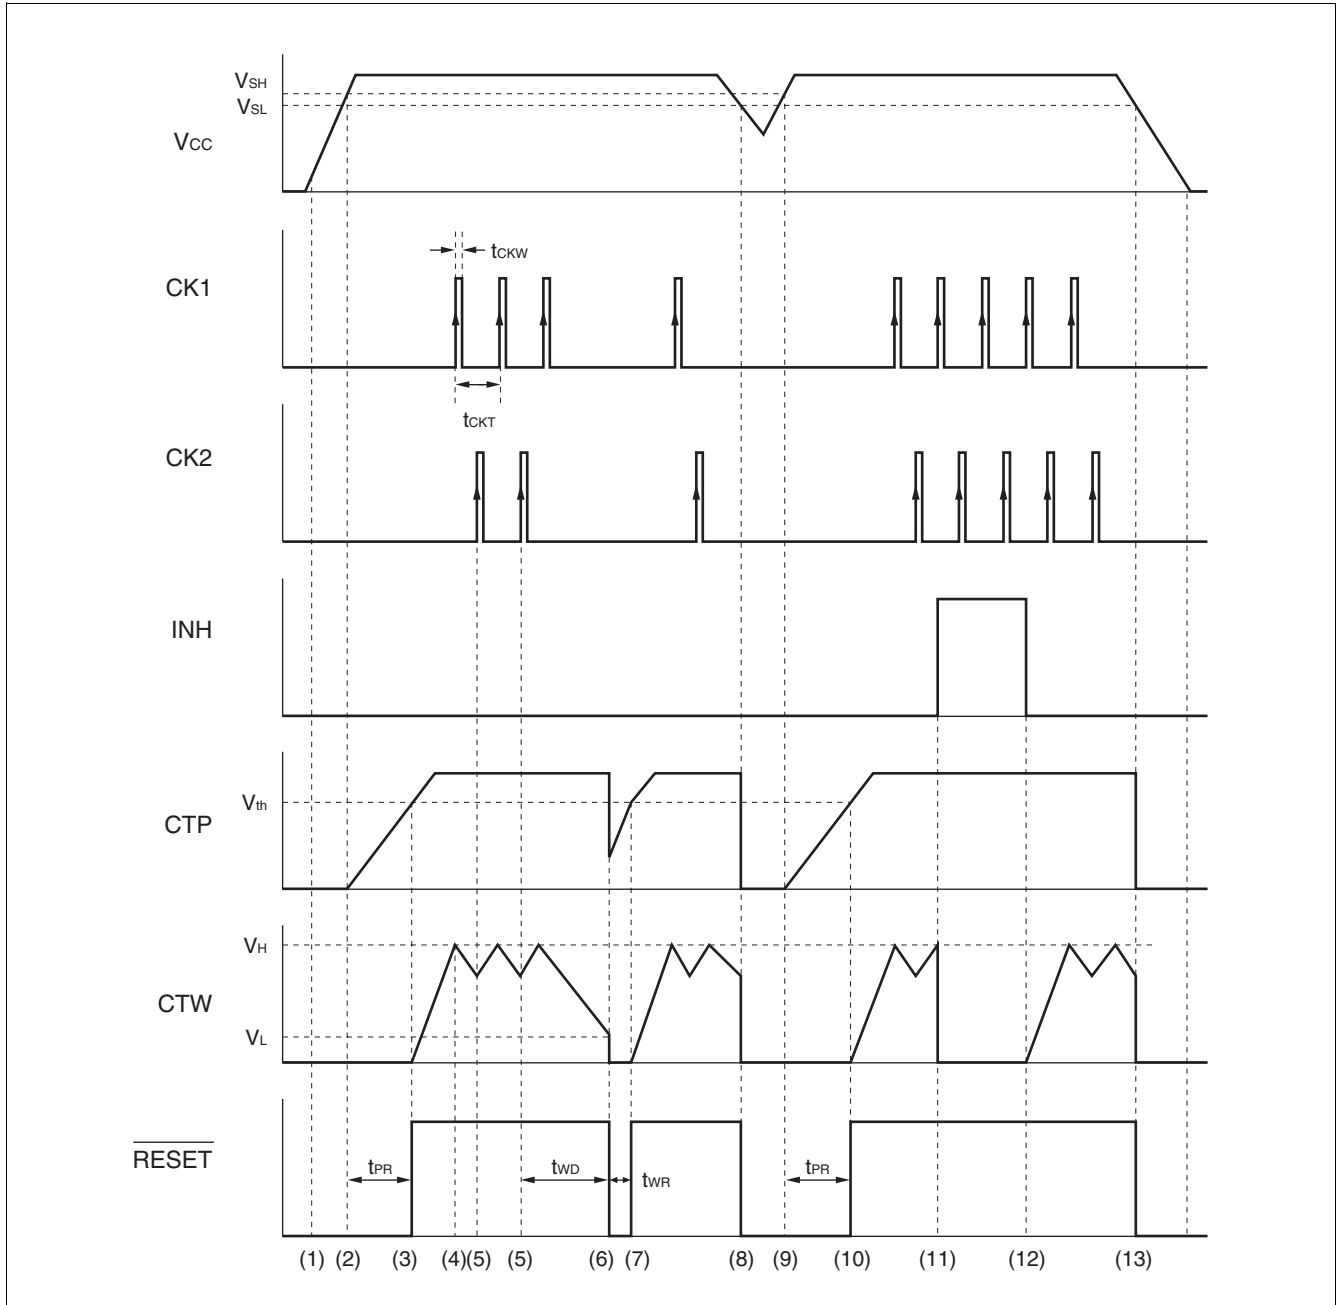 VSH
VSL
VCC
tCKW
CK1
tCKT
CK2
INH
Vth
CTP
VH
CTW
VL
RESET
tPR tWD tWR tPR
(1) (2) (3) (4) (5) (5) (6) (7) (8) (9) (10) (11) (12) (13)